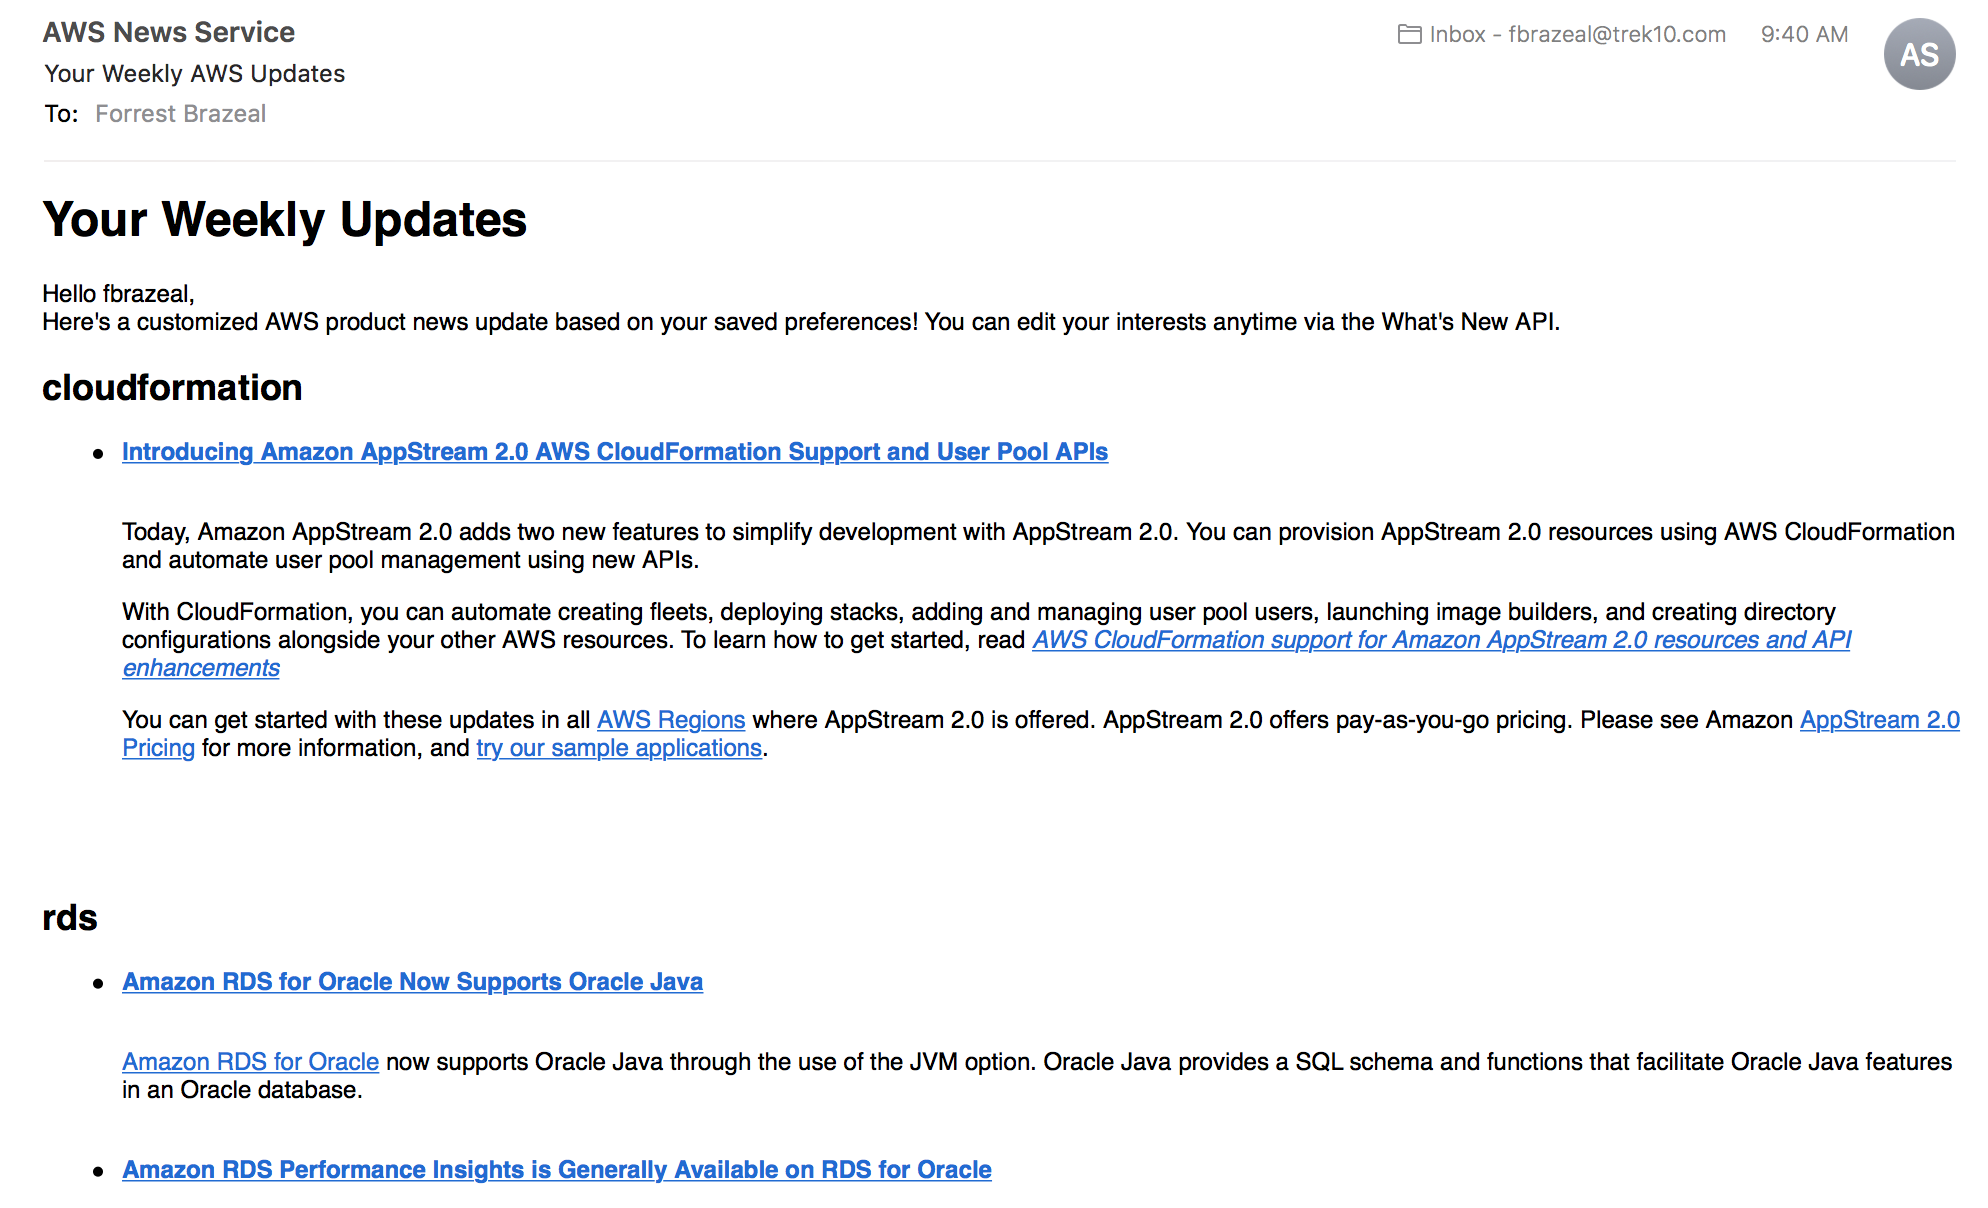 AWS News Service
Inbox - fbrazeal@trek10.com
9:40 AM
AS
Your Weekly AWS Updates
To: Forrest Brazeal
Your Weekly Updates
Hello fbrazeal,
Here's a customized AWS product news update based on your saved preferences! You can edit your interests anytime via the What's New API.
cloudformation
• Introducing Amazon AppStream 2.0 AWS CloudFormation Support and User Pool APIs
Today, Amazon AppStream 2.0 adds two new features to simplify development with AppStream 2.0. You can provision AppStream 2.0 resources using AWS CloudFormation
and automate user pool management using new APIs.
With CloudFormation, you can automate creating fleets, deploying stacks, adding and managing user pool users, launching image builders, and creating directory
configurations alongside your other AWS resources. To learn how to get started, read AWS CloudFormation support for Amazon AppStream 2.0 resources and API
enhancements
You can get started with these updates in all AWS Regions where AppStream 2.0 is offered. AppStream 2.0 offers pay-as-you-go pricing. Please see Amazon AppStream 2.0
Pricing for more information, and try our sample applications.
rds
• Amazon RDS for Oracle Now Supports Oracle Java
Amazon RDS for Oracle now supports Oracle Java through the use of the JVM option. Oracle Java provides a SQL schema and functions that facilitate Oracle Java features
in an Oracle database.
• Amazon RDS Performance Insights is Generally Available on RDS for Oracle